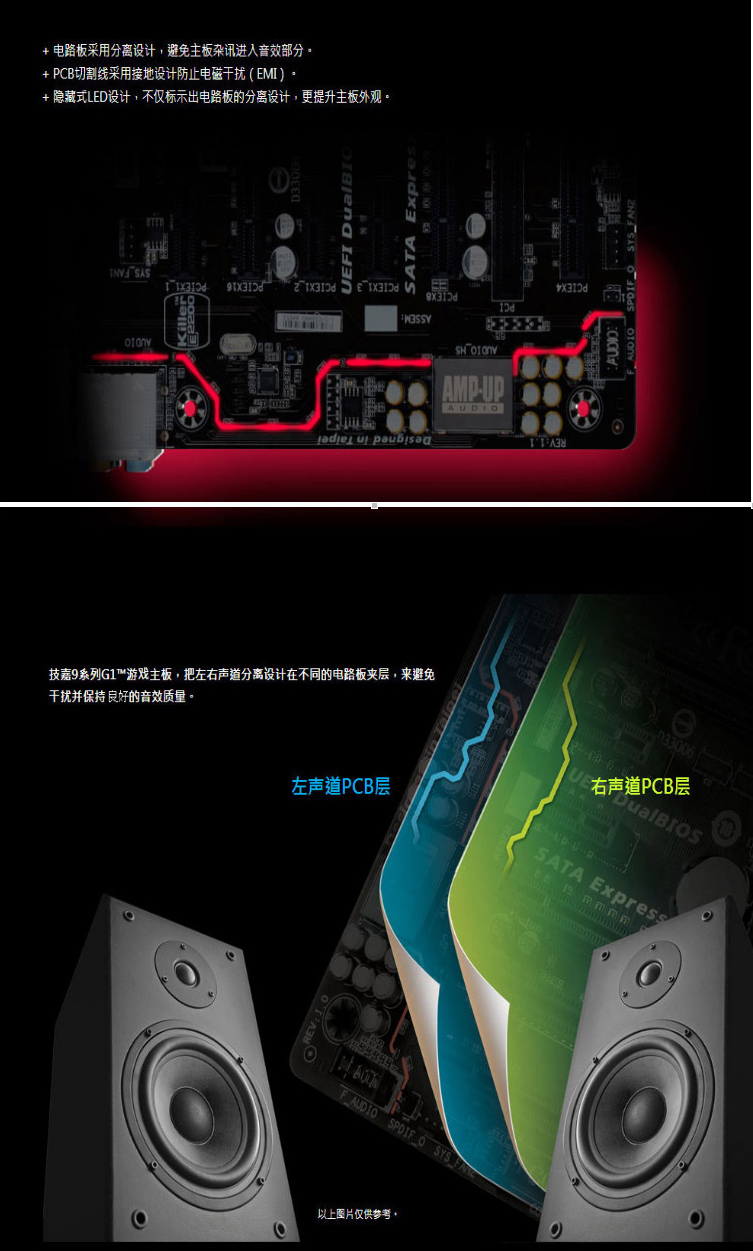 + 电路板采用分离设计，避免主板杂讯进入音效部分。
+ PCB切割线采用接地设计防止电磁干扰 ( EMI ) 。
+ 隐藏式LED设计，不仅标示出电路板的分离设计，更提升主板外观。
D33006
UEFI DualBIOS
SATA Express
SYS_FAN2
SYS_FAN1
PCIEX1_1
PCIEX16
PCIEX1_2
PCIEX1_3
PCIEX8
PCI
PCIEX4
SPDIF_O
F_AUDIO
Killer
E2200
ASSEM:
AUDIO
AUDIO_HS
AUDIO
AMP-UP
AUDIO
Designed in Taipei
REV:1.1
技嘉9系列G1™游戏主板，把左右声道分离设计在不同的电路板夹层，来避免
干扰并保持良好的音效质量。
D33006
左声道PCB层
右声道PCB层
UEFI DualBIOS
SATA Express
REV:1.0
F_AUDIO
SPDIF_O
SYS_FAN2
以上图片仅供参考。